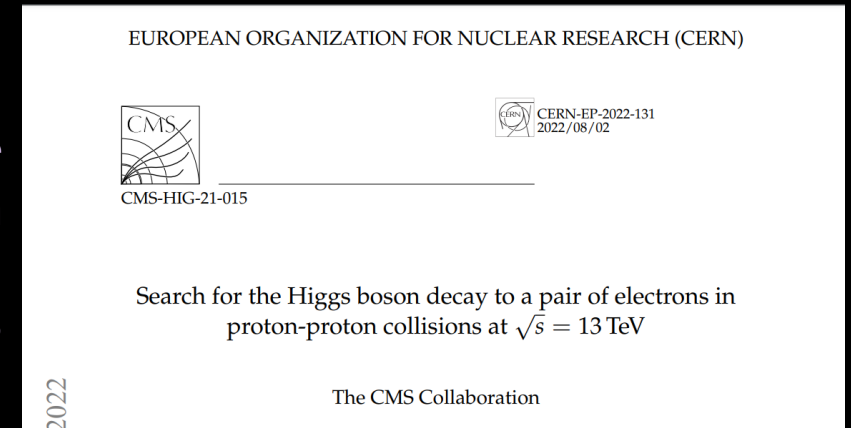 EUROPEAN ORGANIZATION FOR NUCLEAR RESEARCH (CERN)
CMS
CERN
CERN-EP-2022-131
2022/08/02
CMS-HIG-21-015
Search for the Higgs boson decay to a pair of electrons in
proton-proton collisions at √s = 13 TeV
The CMS Collaboration
2022